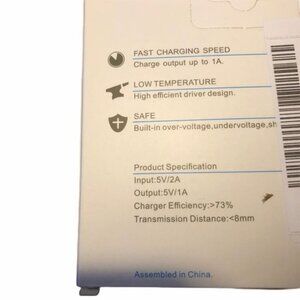 FAST CHARGING SPEED
Charge output up to 1A.
LOW TEMPERATURE
High efficient driver design.
SAFE
Built-in over-voltage,undervoltage,sh
Product Specification
Input:5V/2A
Output:5V/1A
Charger Efficiency:>73%
Transmission Distance:<8mm
Assembled in China.